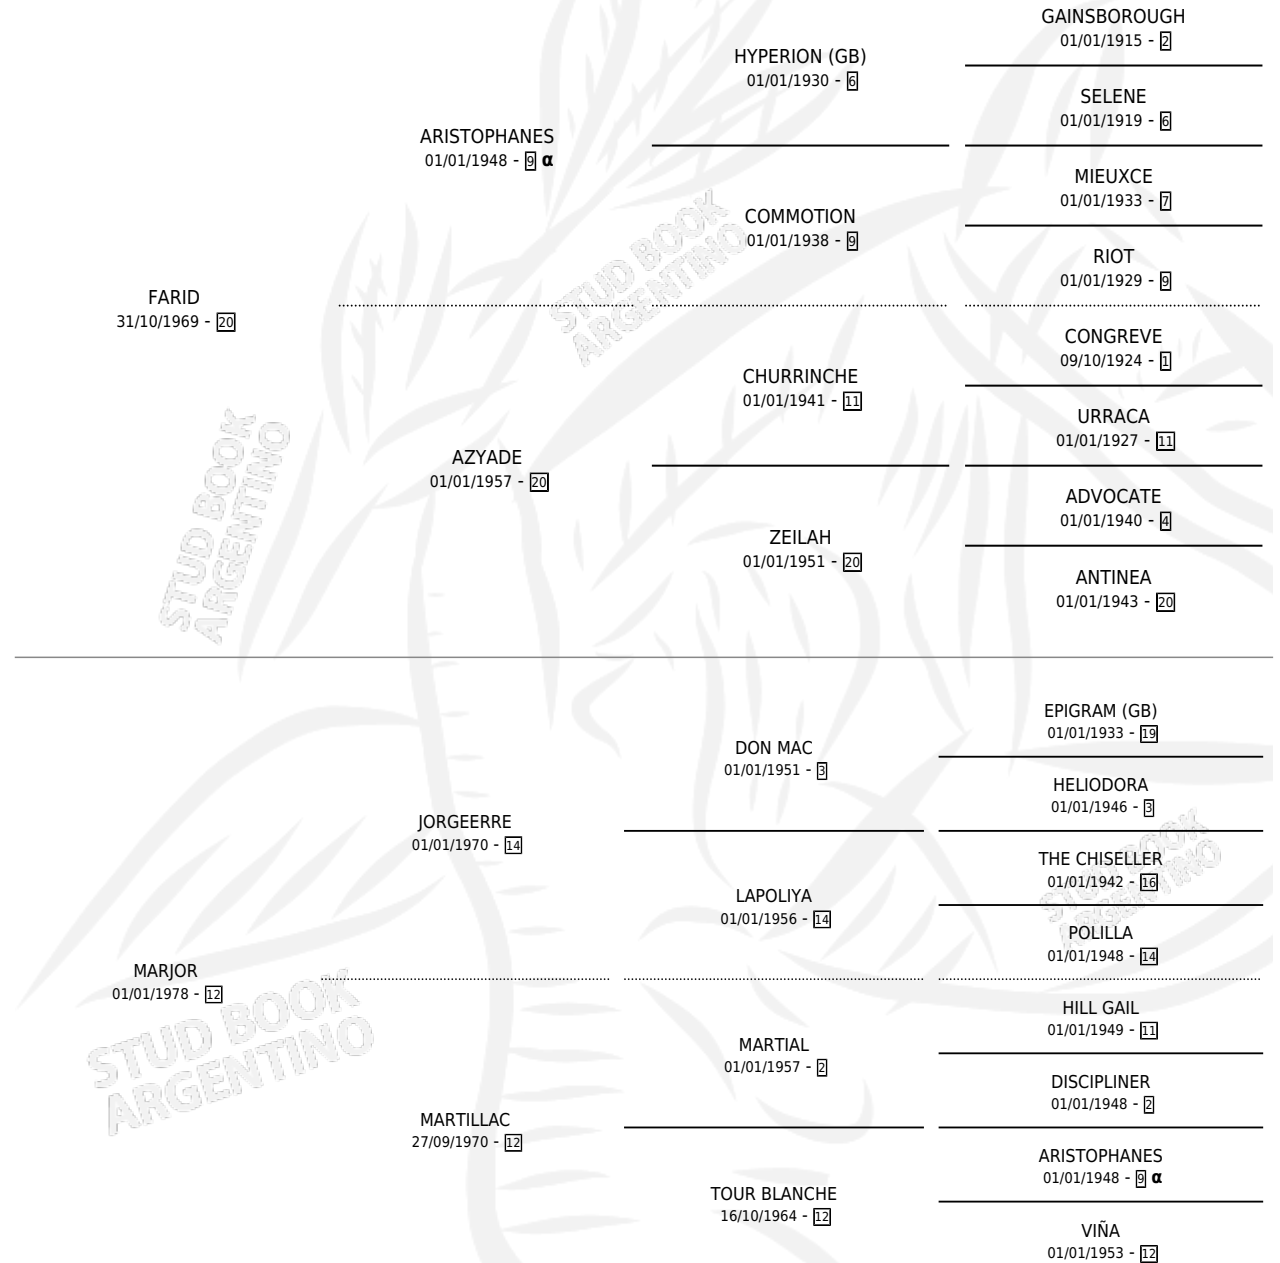 GAINSBOROUGH
01/01/1915 - 2
HYPERION (GB)
01/01/1930 - 6
SELENE
01/01/1919 - 6
ARISTOPHANES
01/01/1948 - 9 α
MIEUXCE
01/01/1933 - 7
COMMOTION
01/01/1938 - 9
RIOT
01/01/1929 - 9
FARID
31/10/1969 - 20
CONGREVE
09/10/1924 - 1
CHURRINCHE
01/01/1941 - 11
URRACA
01/01/1927 - 11
AZYADE
01/01/1957 - 20
ADVOCATE
01/01/1940 - 4
ZEILAH
01/01/1951 - 20
ANTINEA
01/01/1943 - 20
STUD BOOK
ARGENTINO
STUD BOOK
ARGENTINO
EPIGRAM (GB)
01/01/1933 - 19
DON MAC
01/01/1951 - 3
HELIODORA
01/01/1946 - 3
JORGEERRE
01/01/1970 - 14
THE CHISELLER
01/01/1942 - 16
LAPOLIYA
01/01/1956 - 14
POLILLA
01/01/1948 - 14
MARJOR
01/01/1978 - 12
HILL GAIL
01/01/1949 - 11
MARTIAL
01/01/1957 - 2
DISCIPLINER
01/01/1948 - 2
MARTILLAC
27/09/1970 - 12
ARISTOPHANES
01/01/1948 - 9 α
TOUR BLANCHE
16/10/1964 - 12
VIÑA
01/01/1953 - 12
STUD BOOK
ARGENTINO
STUD BOOK
ARGENTINO